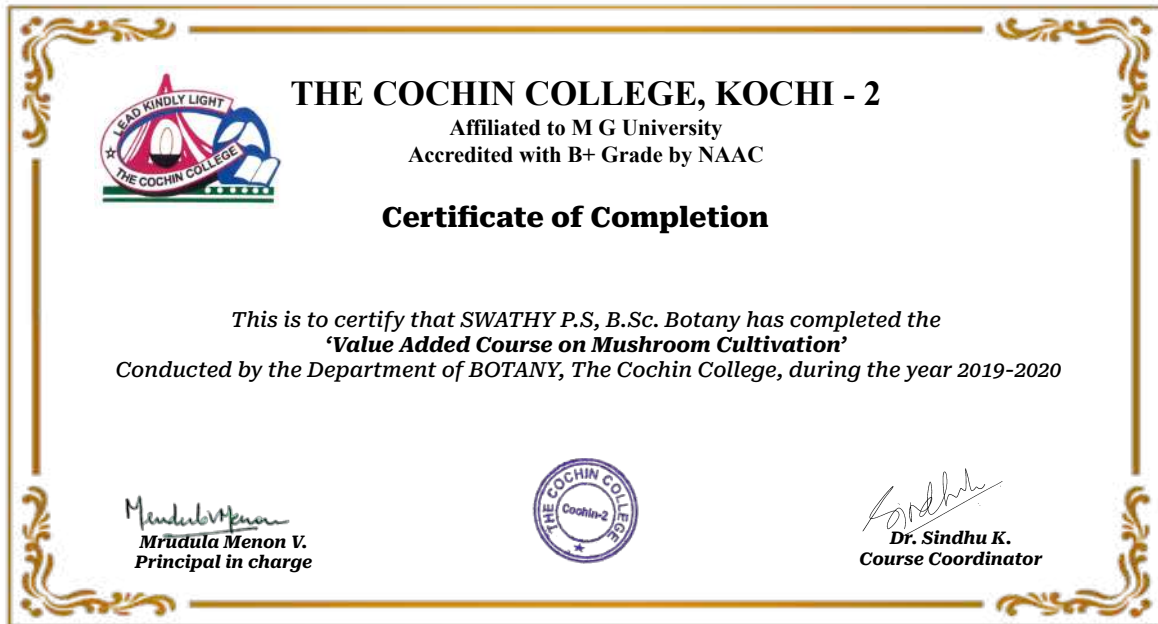 LEAD KINDLY LIGHT
THE COCHIN COLLEGE
THE COCHIN COLLEGE, KOCHI - 2
Affiliated to M G University
Accredited with B+ Grade by NAAC
Certificate of Completion
This is to certify that SWATHY P.S, B.Sc. Botany has completed the
‘Value Added Course on Mushroom Cultivation’
Conducted by the Department of BOTANY, The Cochin College, during the year 2019-2020
Mrudula Menon V.
Principal in charge
THE COCHIN COLLEGE
Cochin-2
Sindhu
Dr. Sindhu K.
Course Coordinator